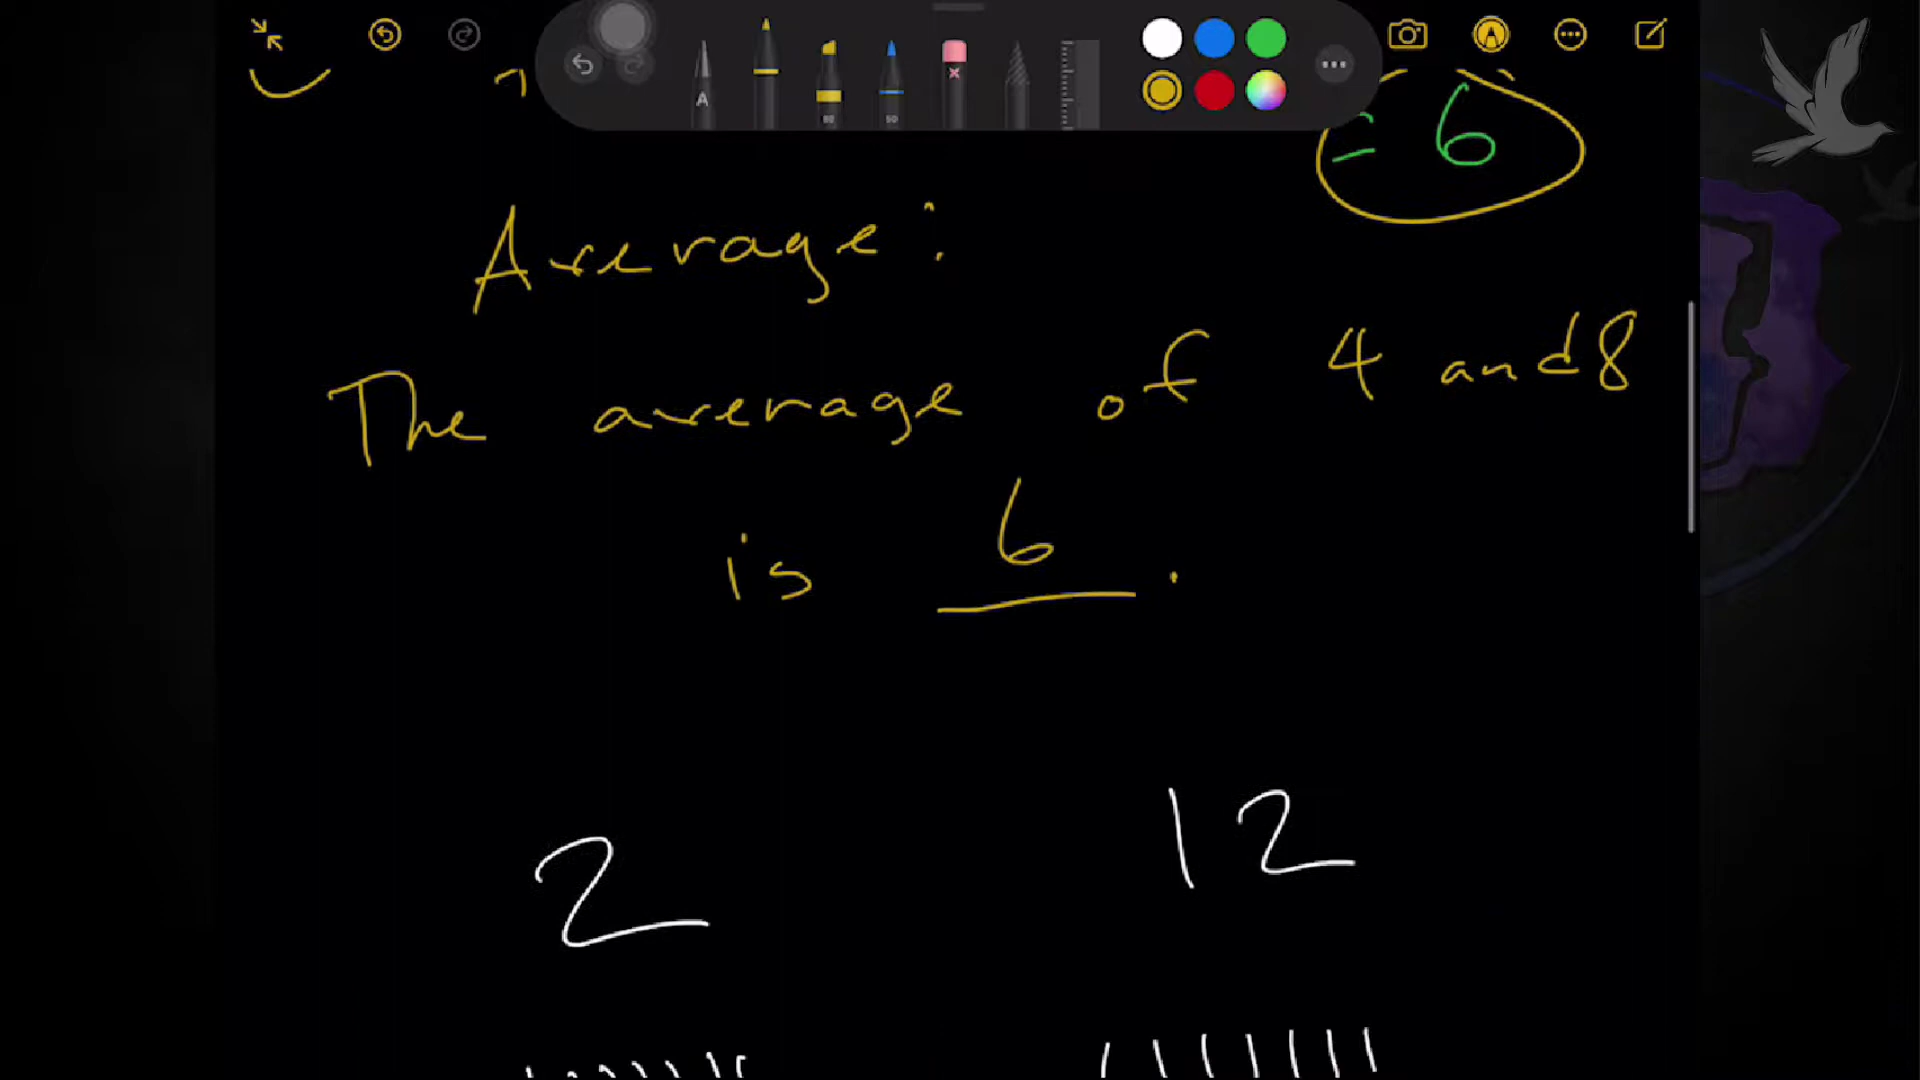 = 6
Average:
The average of 4 and 8
is 6.
2 12